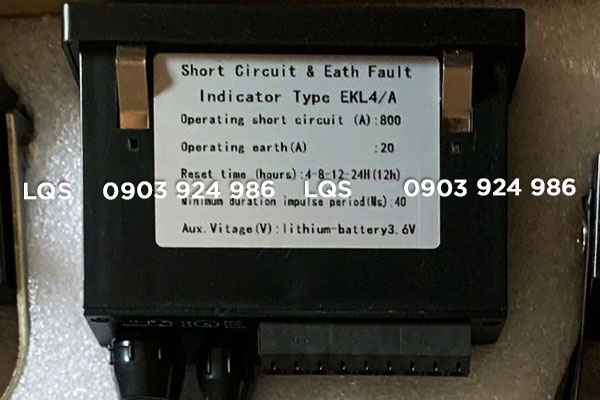 Short Circuit & Eath Fault
Indicator Type EKL4/A
Operating short circuit (A):800
Operating earth(A) :20
Reset time (hours):4-8-12-24H(12h)
LQS 0903 924 986 LQS 0903 924 986
Minimum duration impulse period(Ms):40
Aux.Vitage(V):lithium-battery3.6V